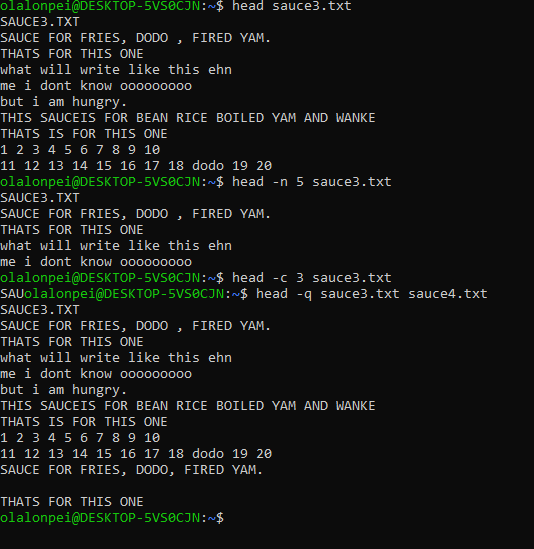 olalonpei@DESKTOP-5VS0CJN:~$ head sauce3.txt
SAUCE3.TXT
SAUCE FOR FRIES, DODO , FIRED YAM.
THATS FOR THIS ONE
what will write like this ehn
me i dont know ooooooooo
but i am hungry.
THIS SAUCEIS FOR BEAN RICE BOILED YAM AND WANKE
THATS IS FOR THIS ONE
1 2 3 4 5 6 7 8 9 10
11 12 13 14 15 16 17 18 dodo 19 20
olalonpei@DESKTOP-5VS0CJN:~$ head -n 5 sauce3.txt
SAUCE3.TXT
SAUCE FOR FRIES, DODO , FIRED YAM.
THATS FOR THIS ONE
what will write like this ehn
me i dont know ooooooooo
olalonpei@DESKTOP-5VS0CJN:~$ head -c 3 sauce3.txt
SAUolalonpei@DESKTOP-5VS0CJN:~$ head -q sauce3.txt sauce4.txt
SAUCE3.TXT
SAUCE FOR FRIES, DODO , FIRED YAM.
THATS FOR THIS ONE
what will write like this ehn
me i dont know ooooooooo
but i am hungry.
THIS SAUCEIS FOR BEAN RICE BOILED YAM AND WANKE
THATS IS FOR THIS ONE
1 2 3 4 5 6 7 8 9 10
11 12 13 14 15 16 17 18 dodo 19 20
SAUCE FOR FRIES, DODO, FIRED YAM.

THATS FOR THIS ONE
olalonpei@DESKTOP-5VS0CJN:~$